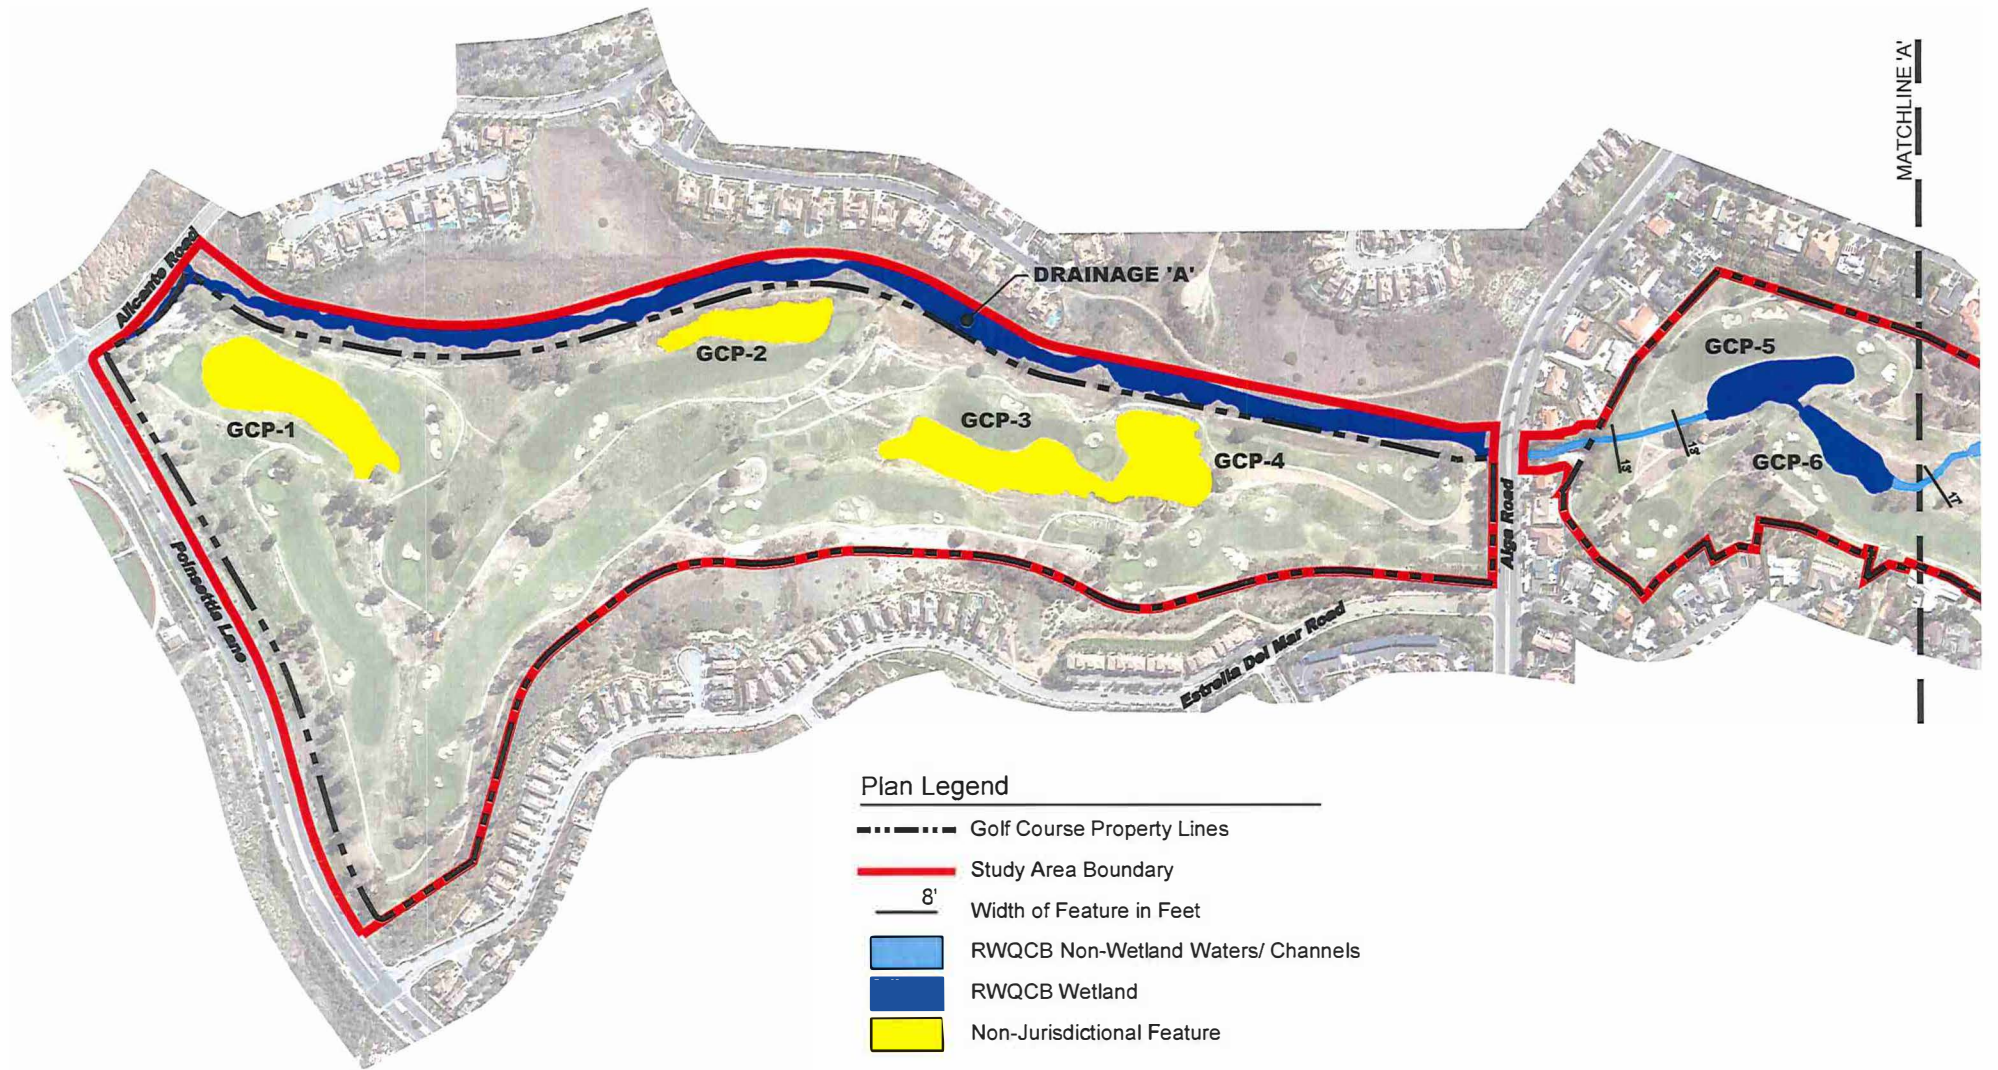 MATCHLINE 'A'
Alicante Road
DRAINAGE 'A'
GCP-1
GCP-2
GCP-3
GCP-4
GCP-5
GCP-6
18'
17'
Poinsettia Lane
Alga Road
Estrella Del Mar Road
Plan Legend
Golf Course Property Lines
Study Area Boundary
8'
Width of Feature in Feet
RWQCB Non-Wetland Waters/ Channels
RWQCB Wetland
Non-Jurisdictional Feature